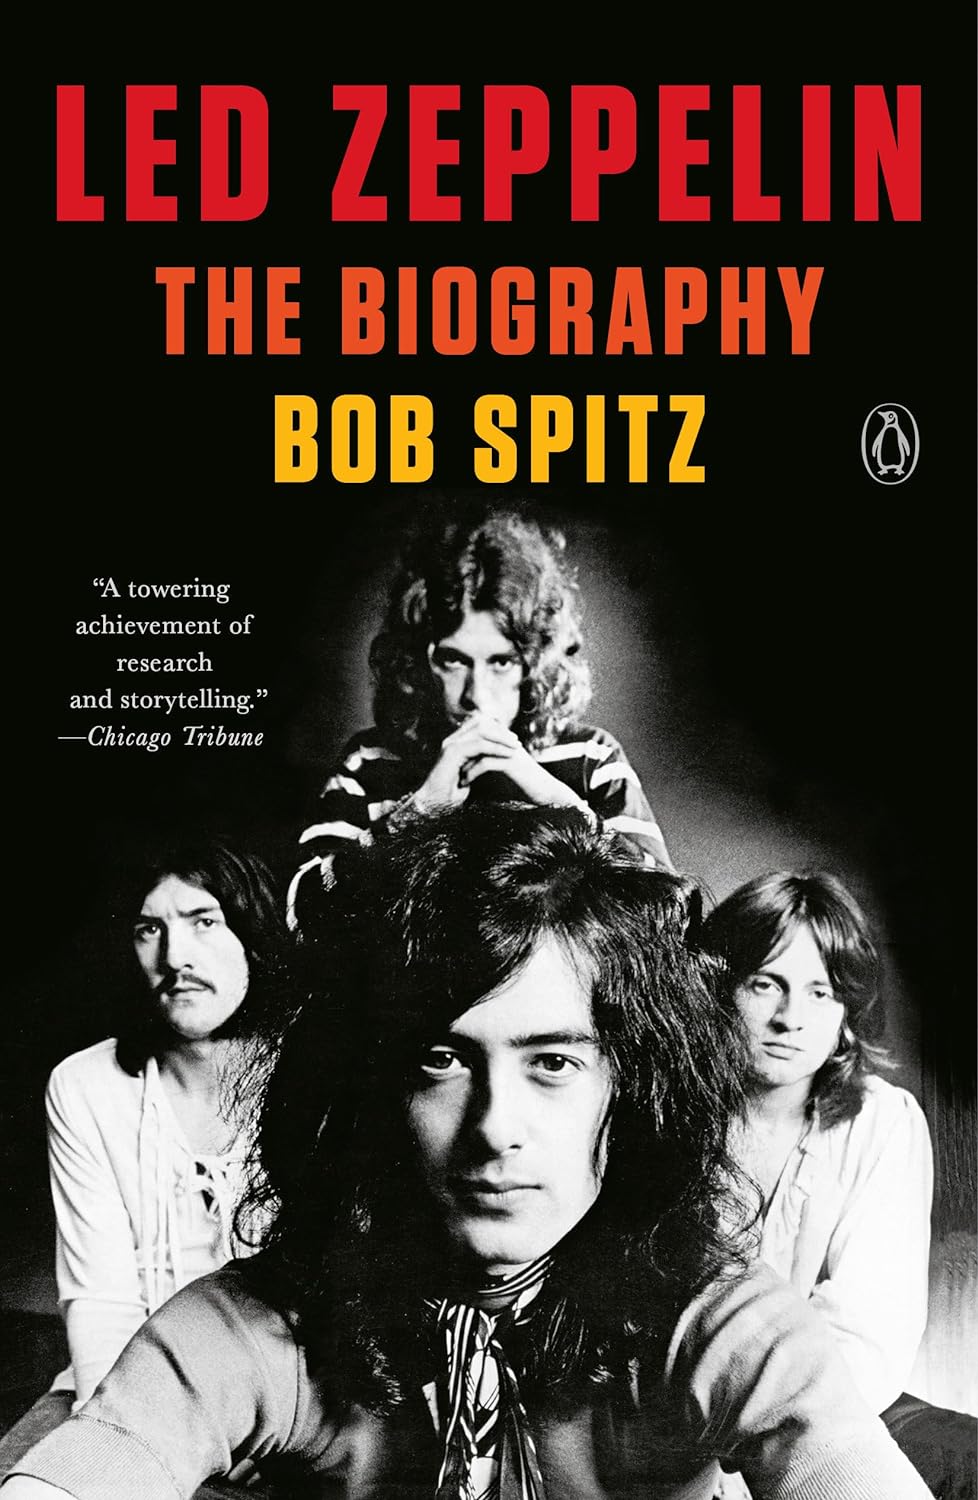 LED ZEPPELIN
THE BIOGRAPHY
BOB SPITZ
“A towering
achievement of
research
and storytelling.”
—Chicago Tribune